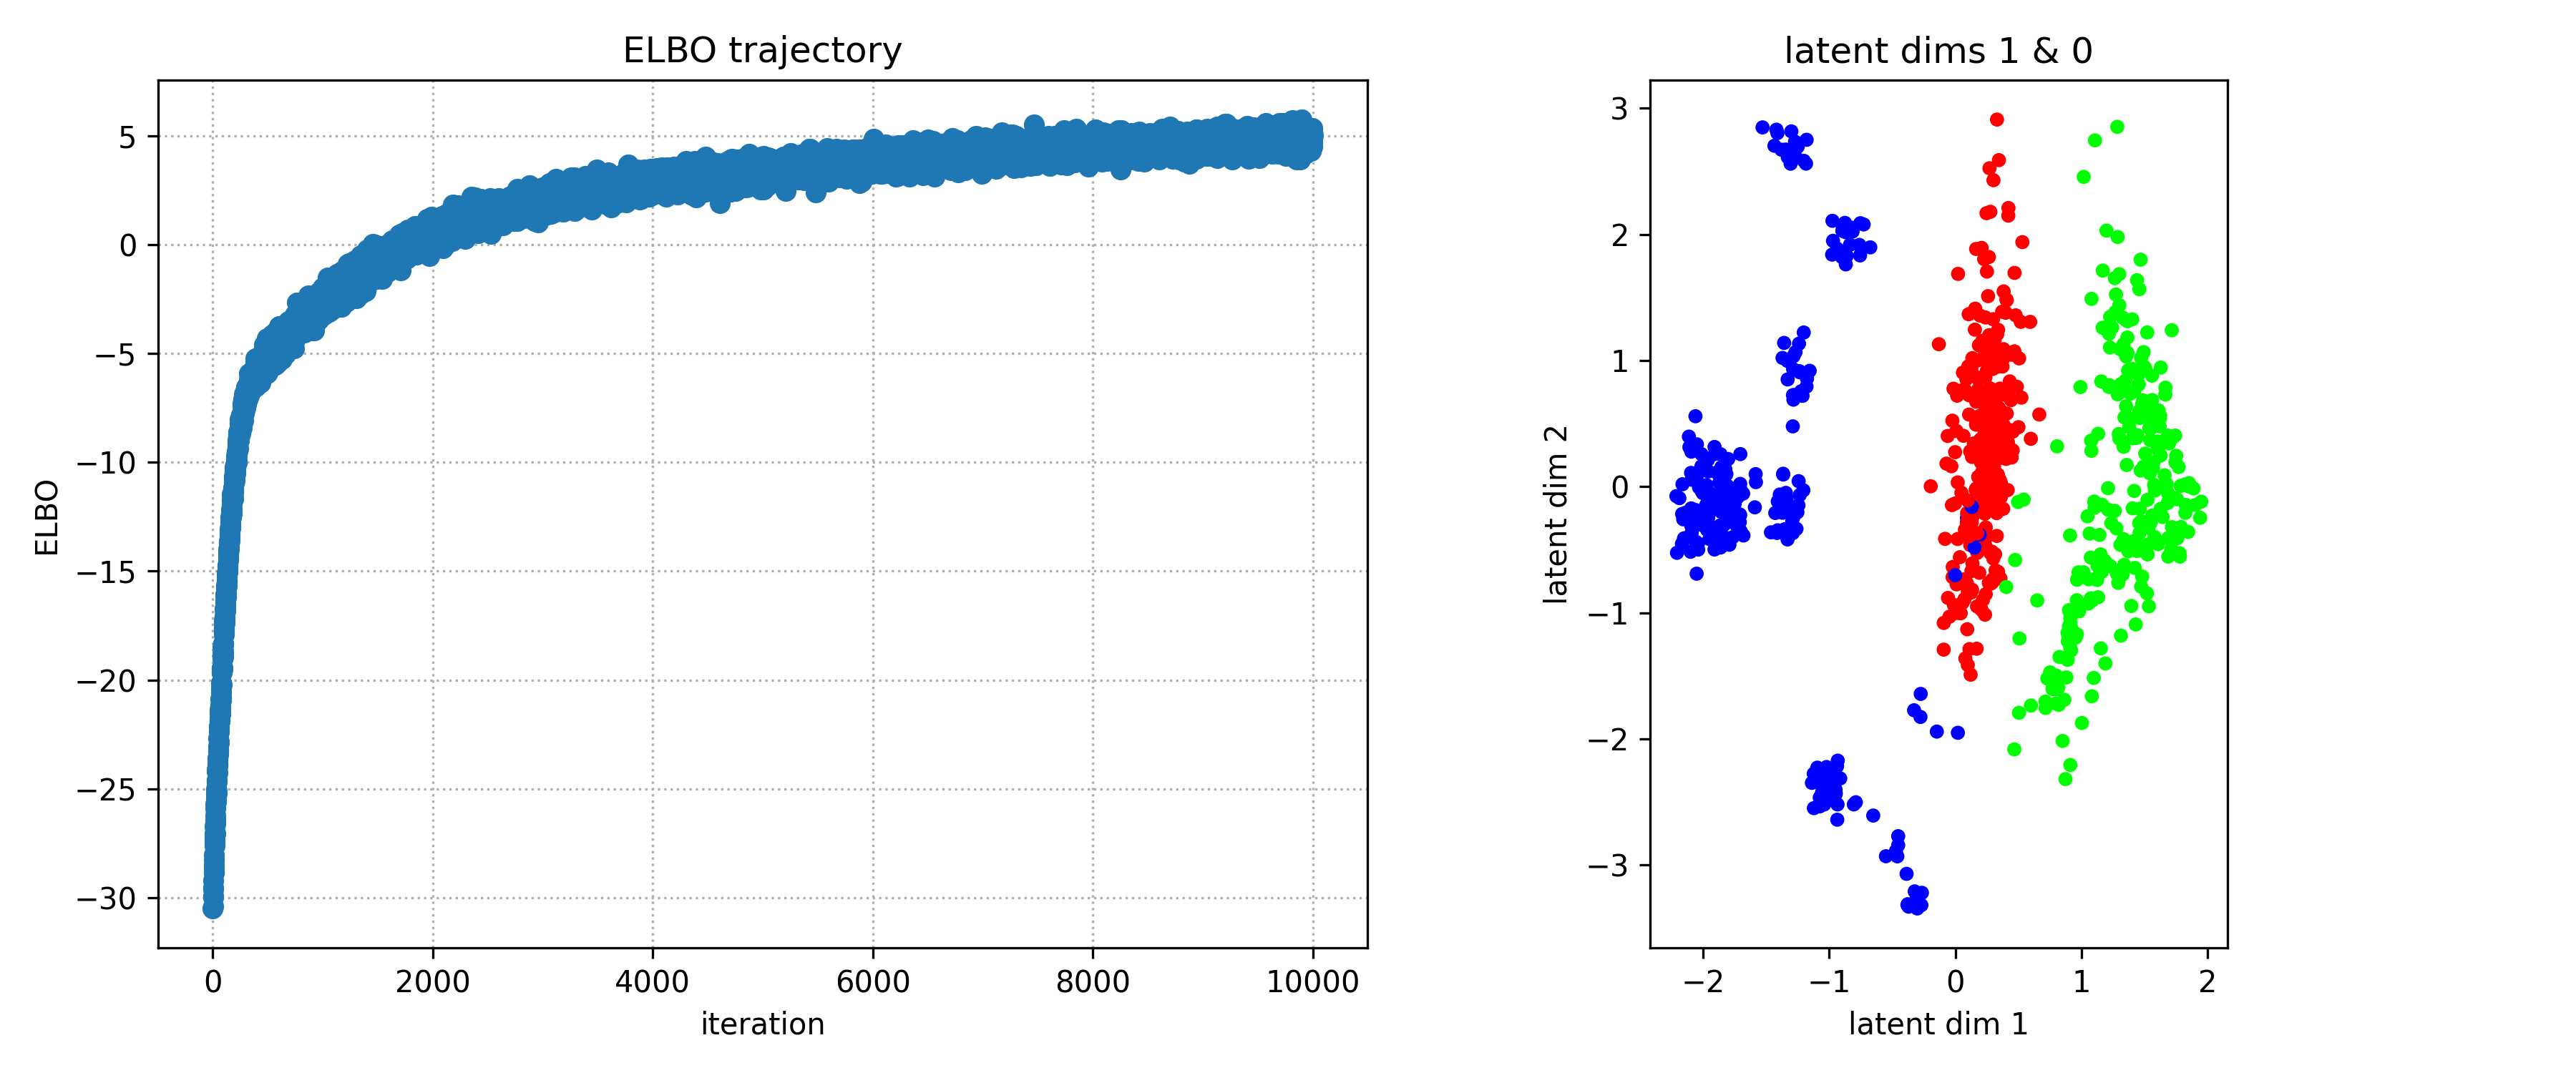 ELBO trajectory
5
0
−5
−10
−15
−20
−25
−30
ELBO
0 2000 4000 6000 8000 10000
iteration
latent dims 1 & 0
3
2
1
0
−1
−2
−3
latent dim 2
−2 −1 0 1 2
latent dim 1